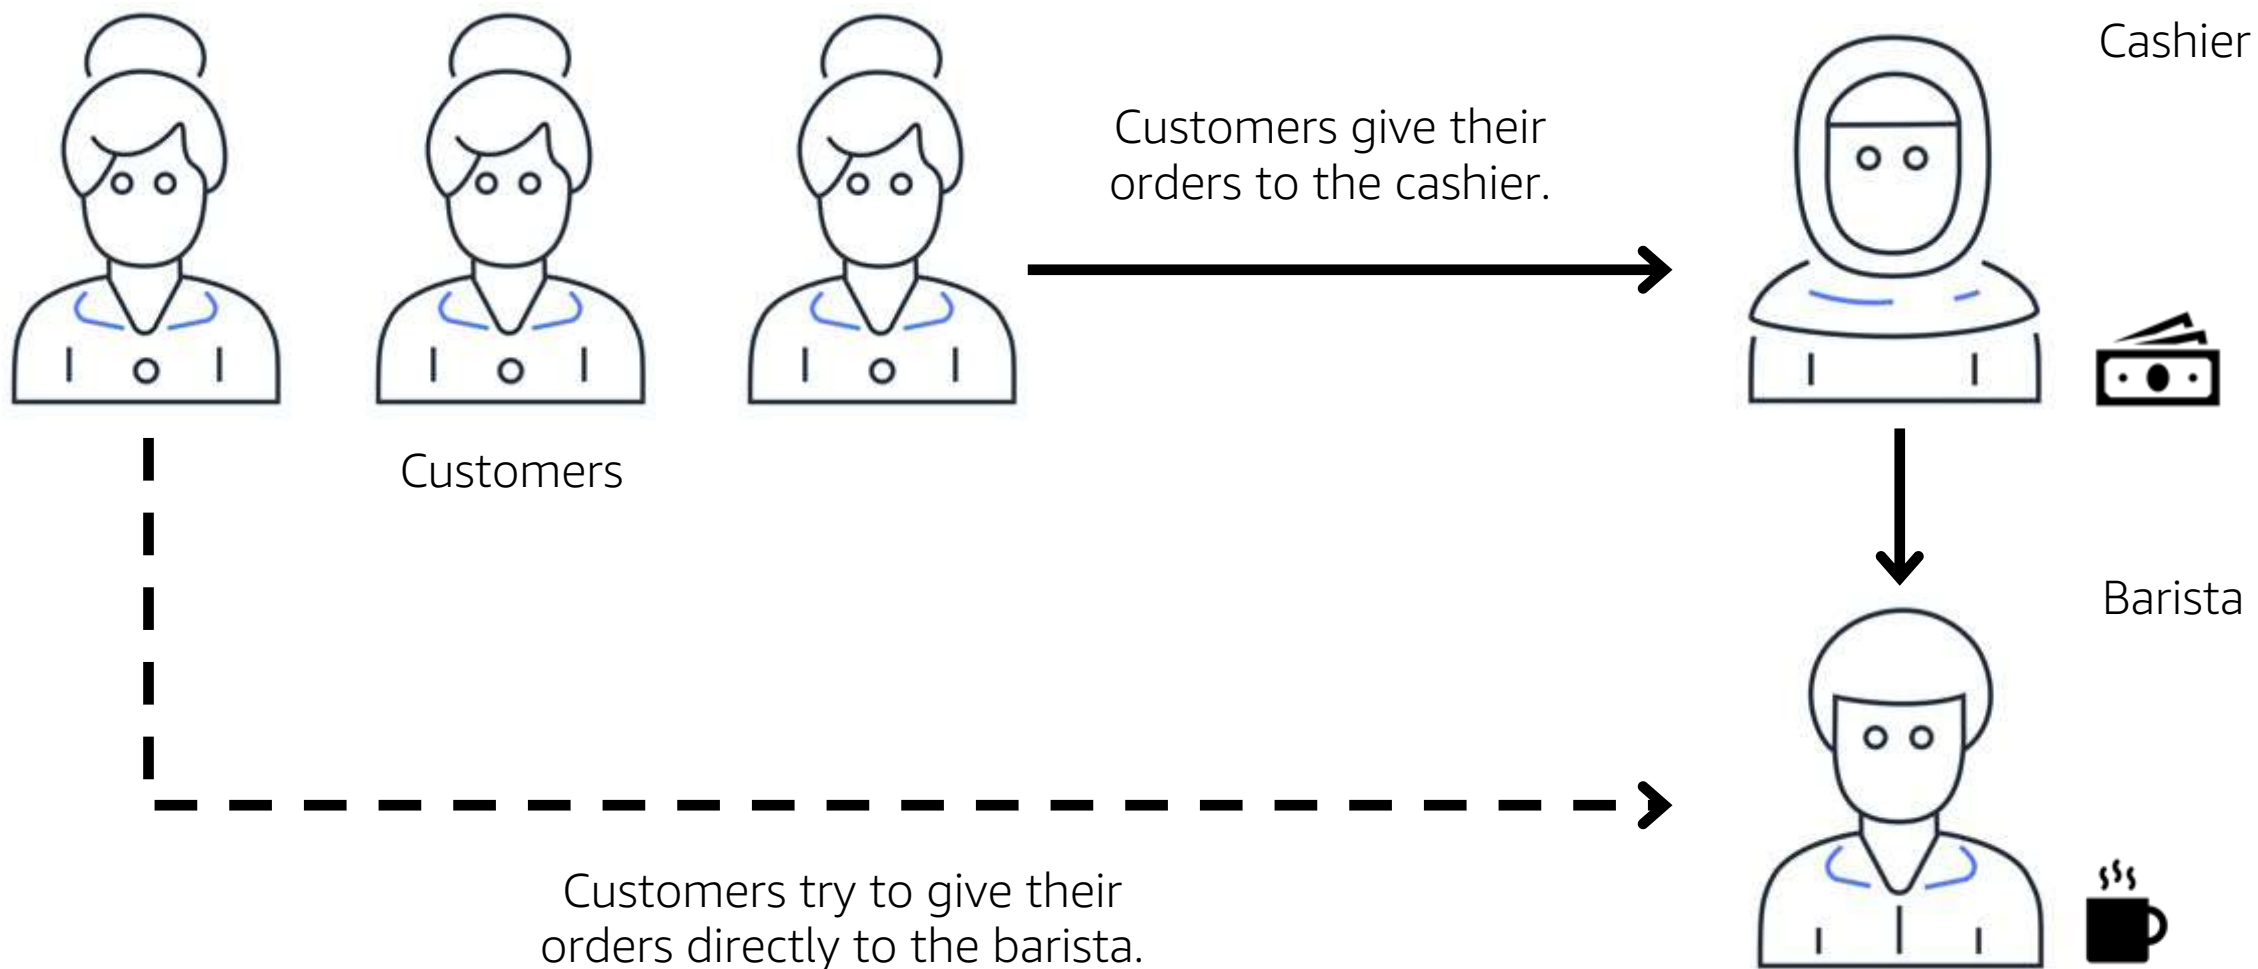 Cashier
Customers give their
orders to the cashier.
Customers
Barista
Customers try to give their
orders directly to the barista.